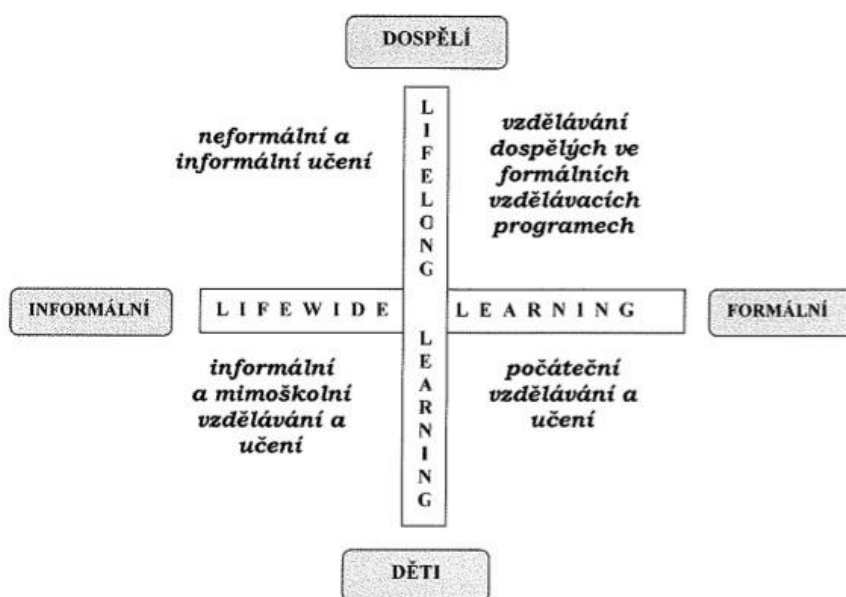 DOSPĚLÍ
neformální a
informální učení
vzdělávání
dospělých ve
formálních
vzdělávacích
programech
LIFELONG LEARNING
INFORMÁLNÍ
LIFEWIDE LEARNING
FORMÁLNÍ
informální
a mimoškolní
vzdělávání a
učení
počáteční
vzdělávání a
učení
DĚTI